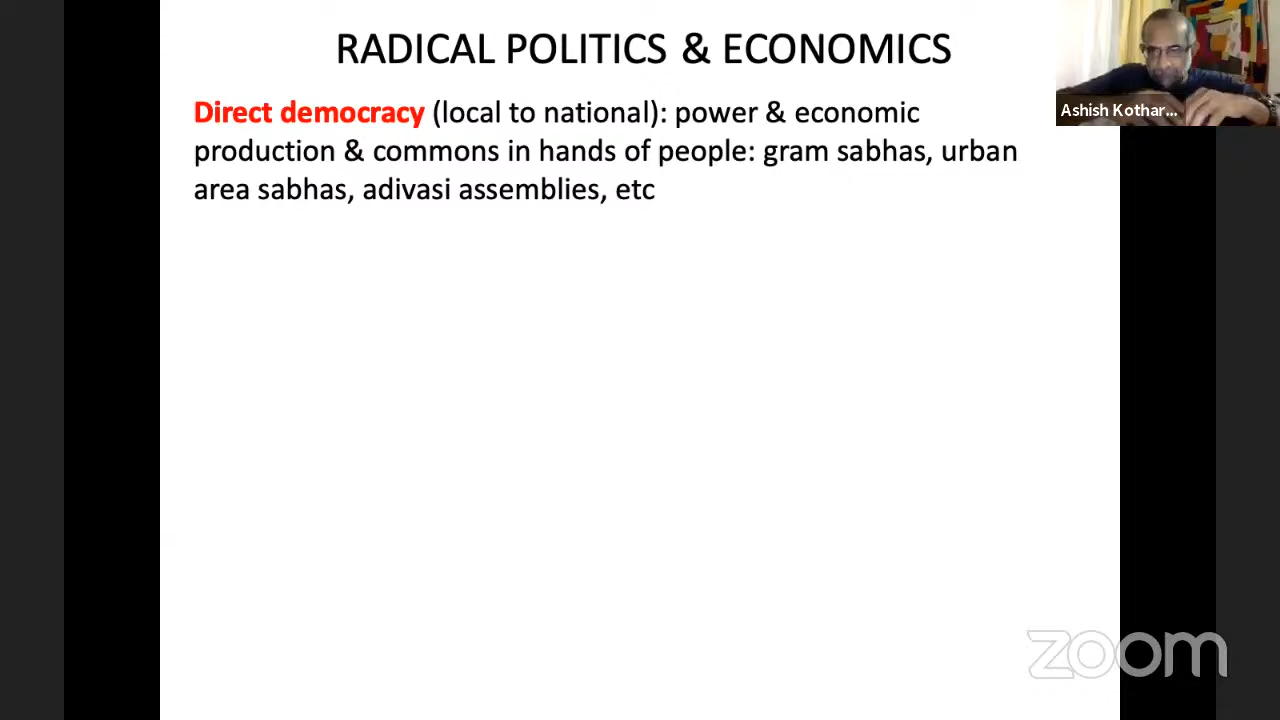 RADICAL POLITICS & ECONOMICS
Direct democracy (local to national): power & economic
production & commons in hands of people: gram sabhas, urban
area sabhas, adivasi assemblies, etc
Ashish Kothar...
zoom